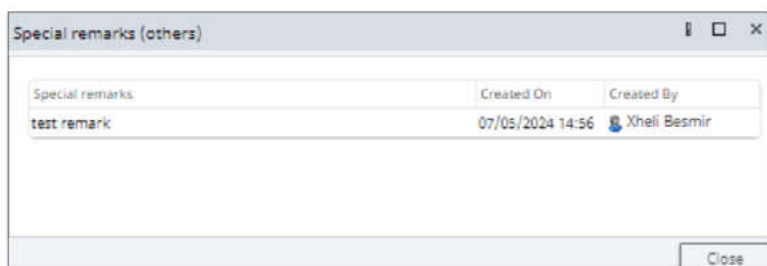 Special remarks (others)
Special remarks Created On Created By
test remark 07/05/2024 14:56 Xheli Besmir
Close